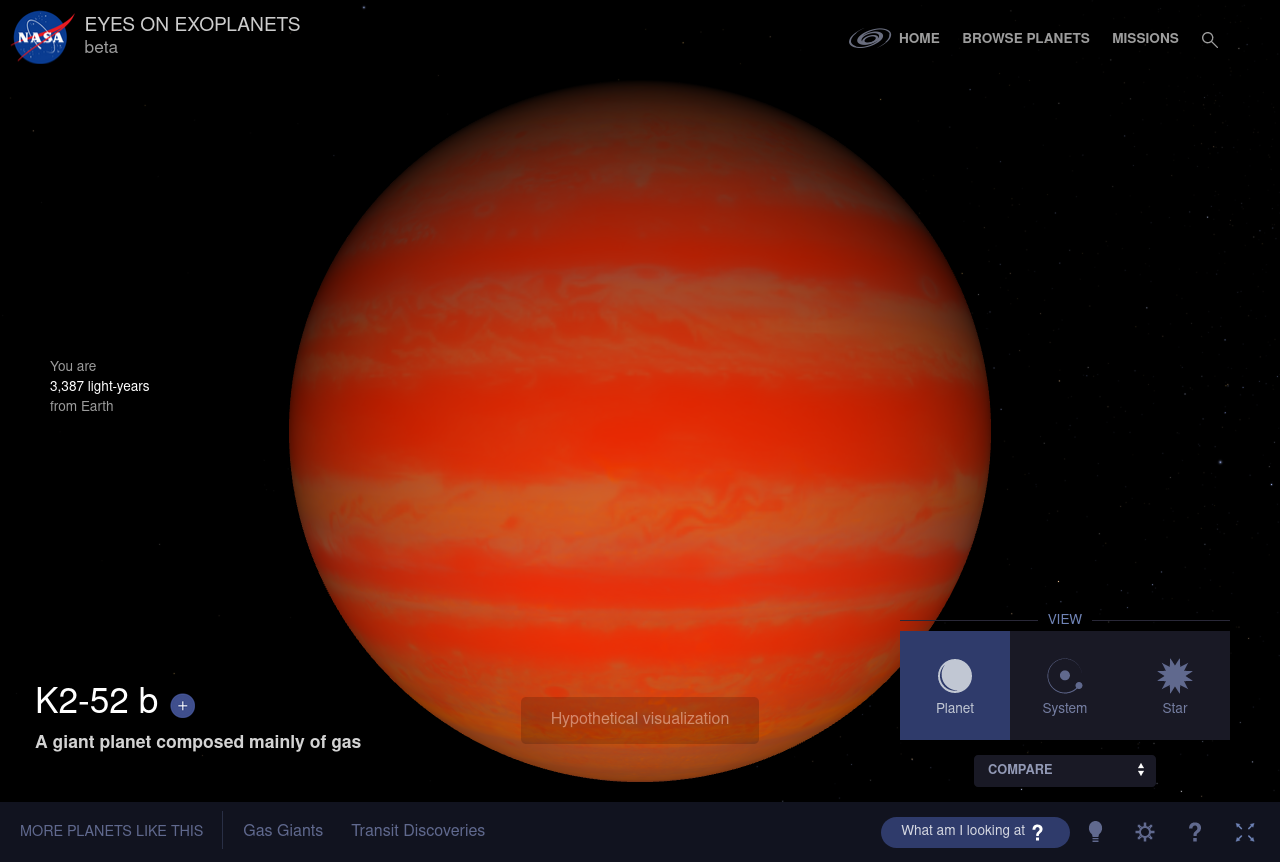 NASA
EYES ON EXOPLANETS
beta
HOME
BROWSE PLANETS
MISSIONS
You are
3,387 light-years
from Earth
K2-52 b +
A giant planet composed mainly of gas
Hypothetical visualization
VIEW
Planet
System
Star
COMPARE
MORE PLANETS LIKE THIS
Gas Giants
Transit Discoveries
What am I looking at ?
?